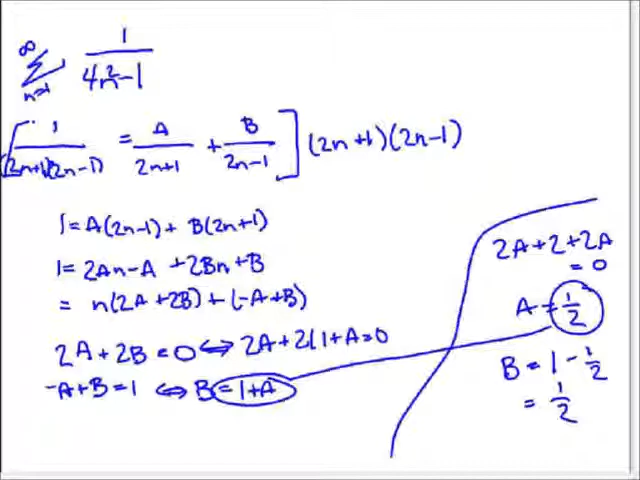 ∞
∑ 1/(4n²-1)
n=1
[1/((2n+1)(2n-1)) = A/(2n+1) + B/(2n-1)] (2n+1)(2n-1)
1 = A(2n-1) + B(2n+1)
1 = 2An-A + 2Bn+B
= n(2A+2B) + (-A+B)
2A+2B=0 ⟺ 2A+2(1+A=0
-A+B=1 ⟺ B=1+A
2A+2+2A
=0
A=1/2
B=1-1/2
=1/2